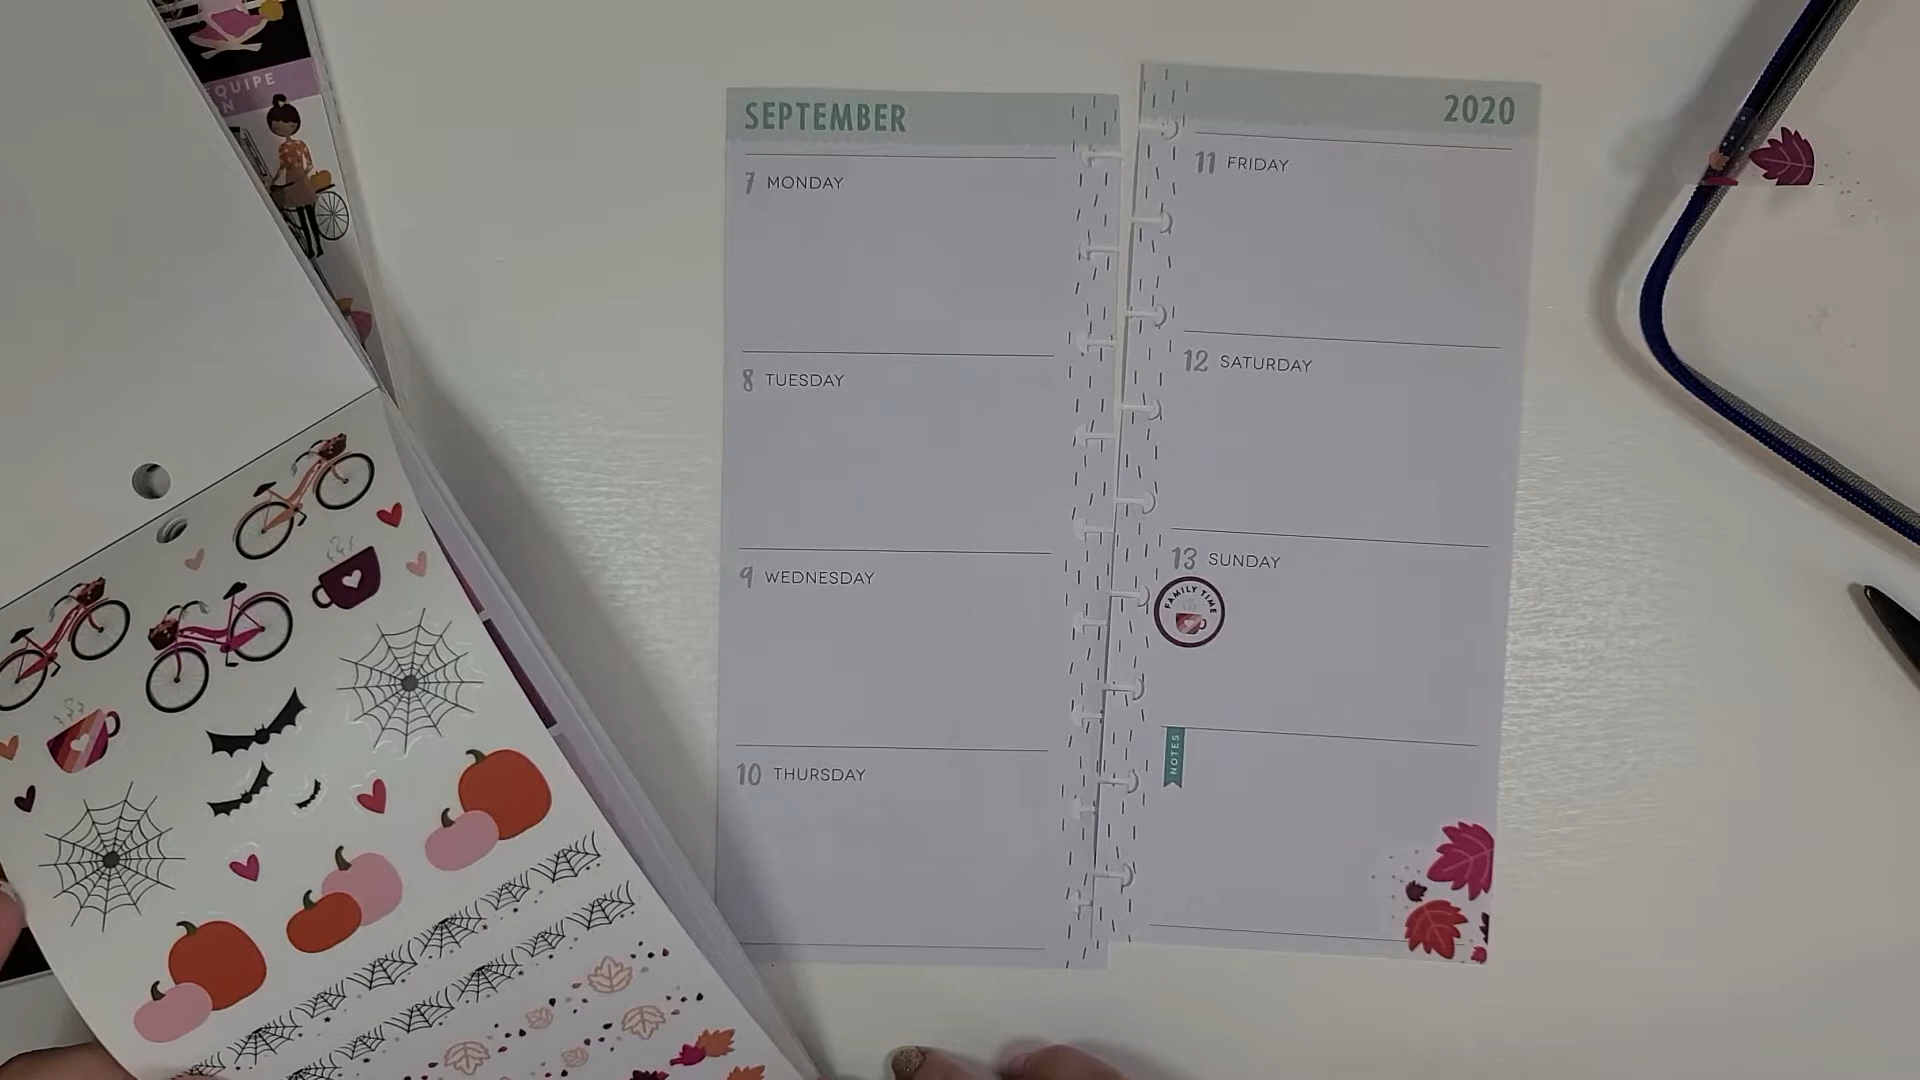 QUIPE
N
SEPTEMBER
7 MONDAY
8 TUESDAY
9 WEDNESDAY
10 THURSDAY
2020
11 FRIDAY
12 SATURDAY
13 SUNDAY
FAMILY TIME
NOTES